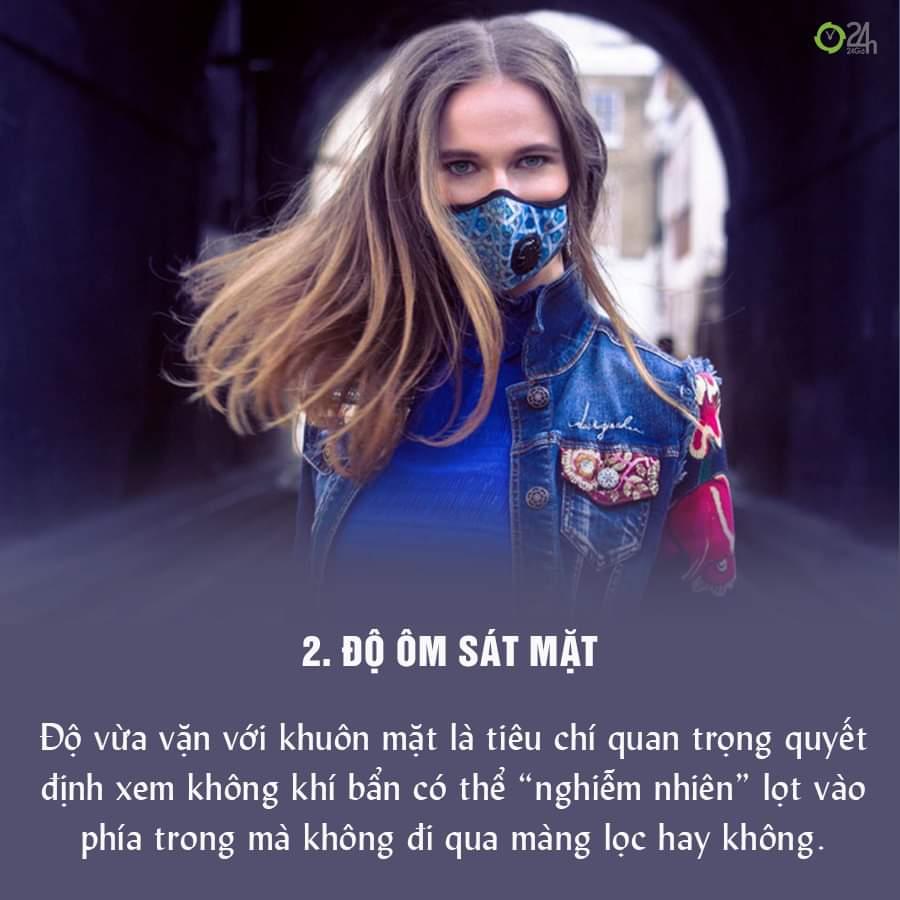 24h
2. ĐỘ ÔM SÁT MẶT
Độ vừa vặn với khuôn mặt là tiêu chí quan trọng quyết
định xem không khí bẩn có thể “nghiễm nhiên” lọt vào
phía trong mà không đi qua màng lọc hay không.